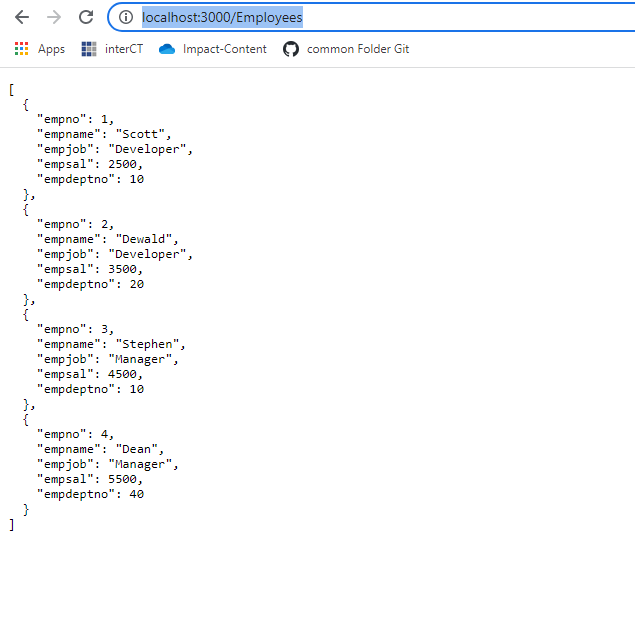 localhost:3000/Employees
Apps interCT Impact-Content common Folder Git
[
  {
    "empno": 1,
    "empname": "Scott",
    "empjob": "Developer",
    "empsal": 2500,
    "empdeptno": 10
  },
  {
    "empno": 2,
    "empname": "Dewald",
    "empjob": "Developer",
    "empsal": 3500,
    "empdeptno": 20
  },
  {
    "empno": 3,
    "empname": "Stephen",
    "empjob": "Manager",
    "empsal": 4500,
    "empdeptno": 10
  },
  {
    "empno": 4,
    "empname": "Dean",
    "empjob": "Manager",
    "empsal": 5500,
    "empdeptno": 40
  }
]